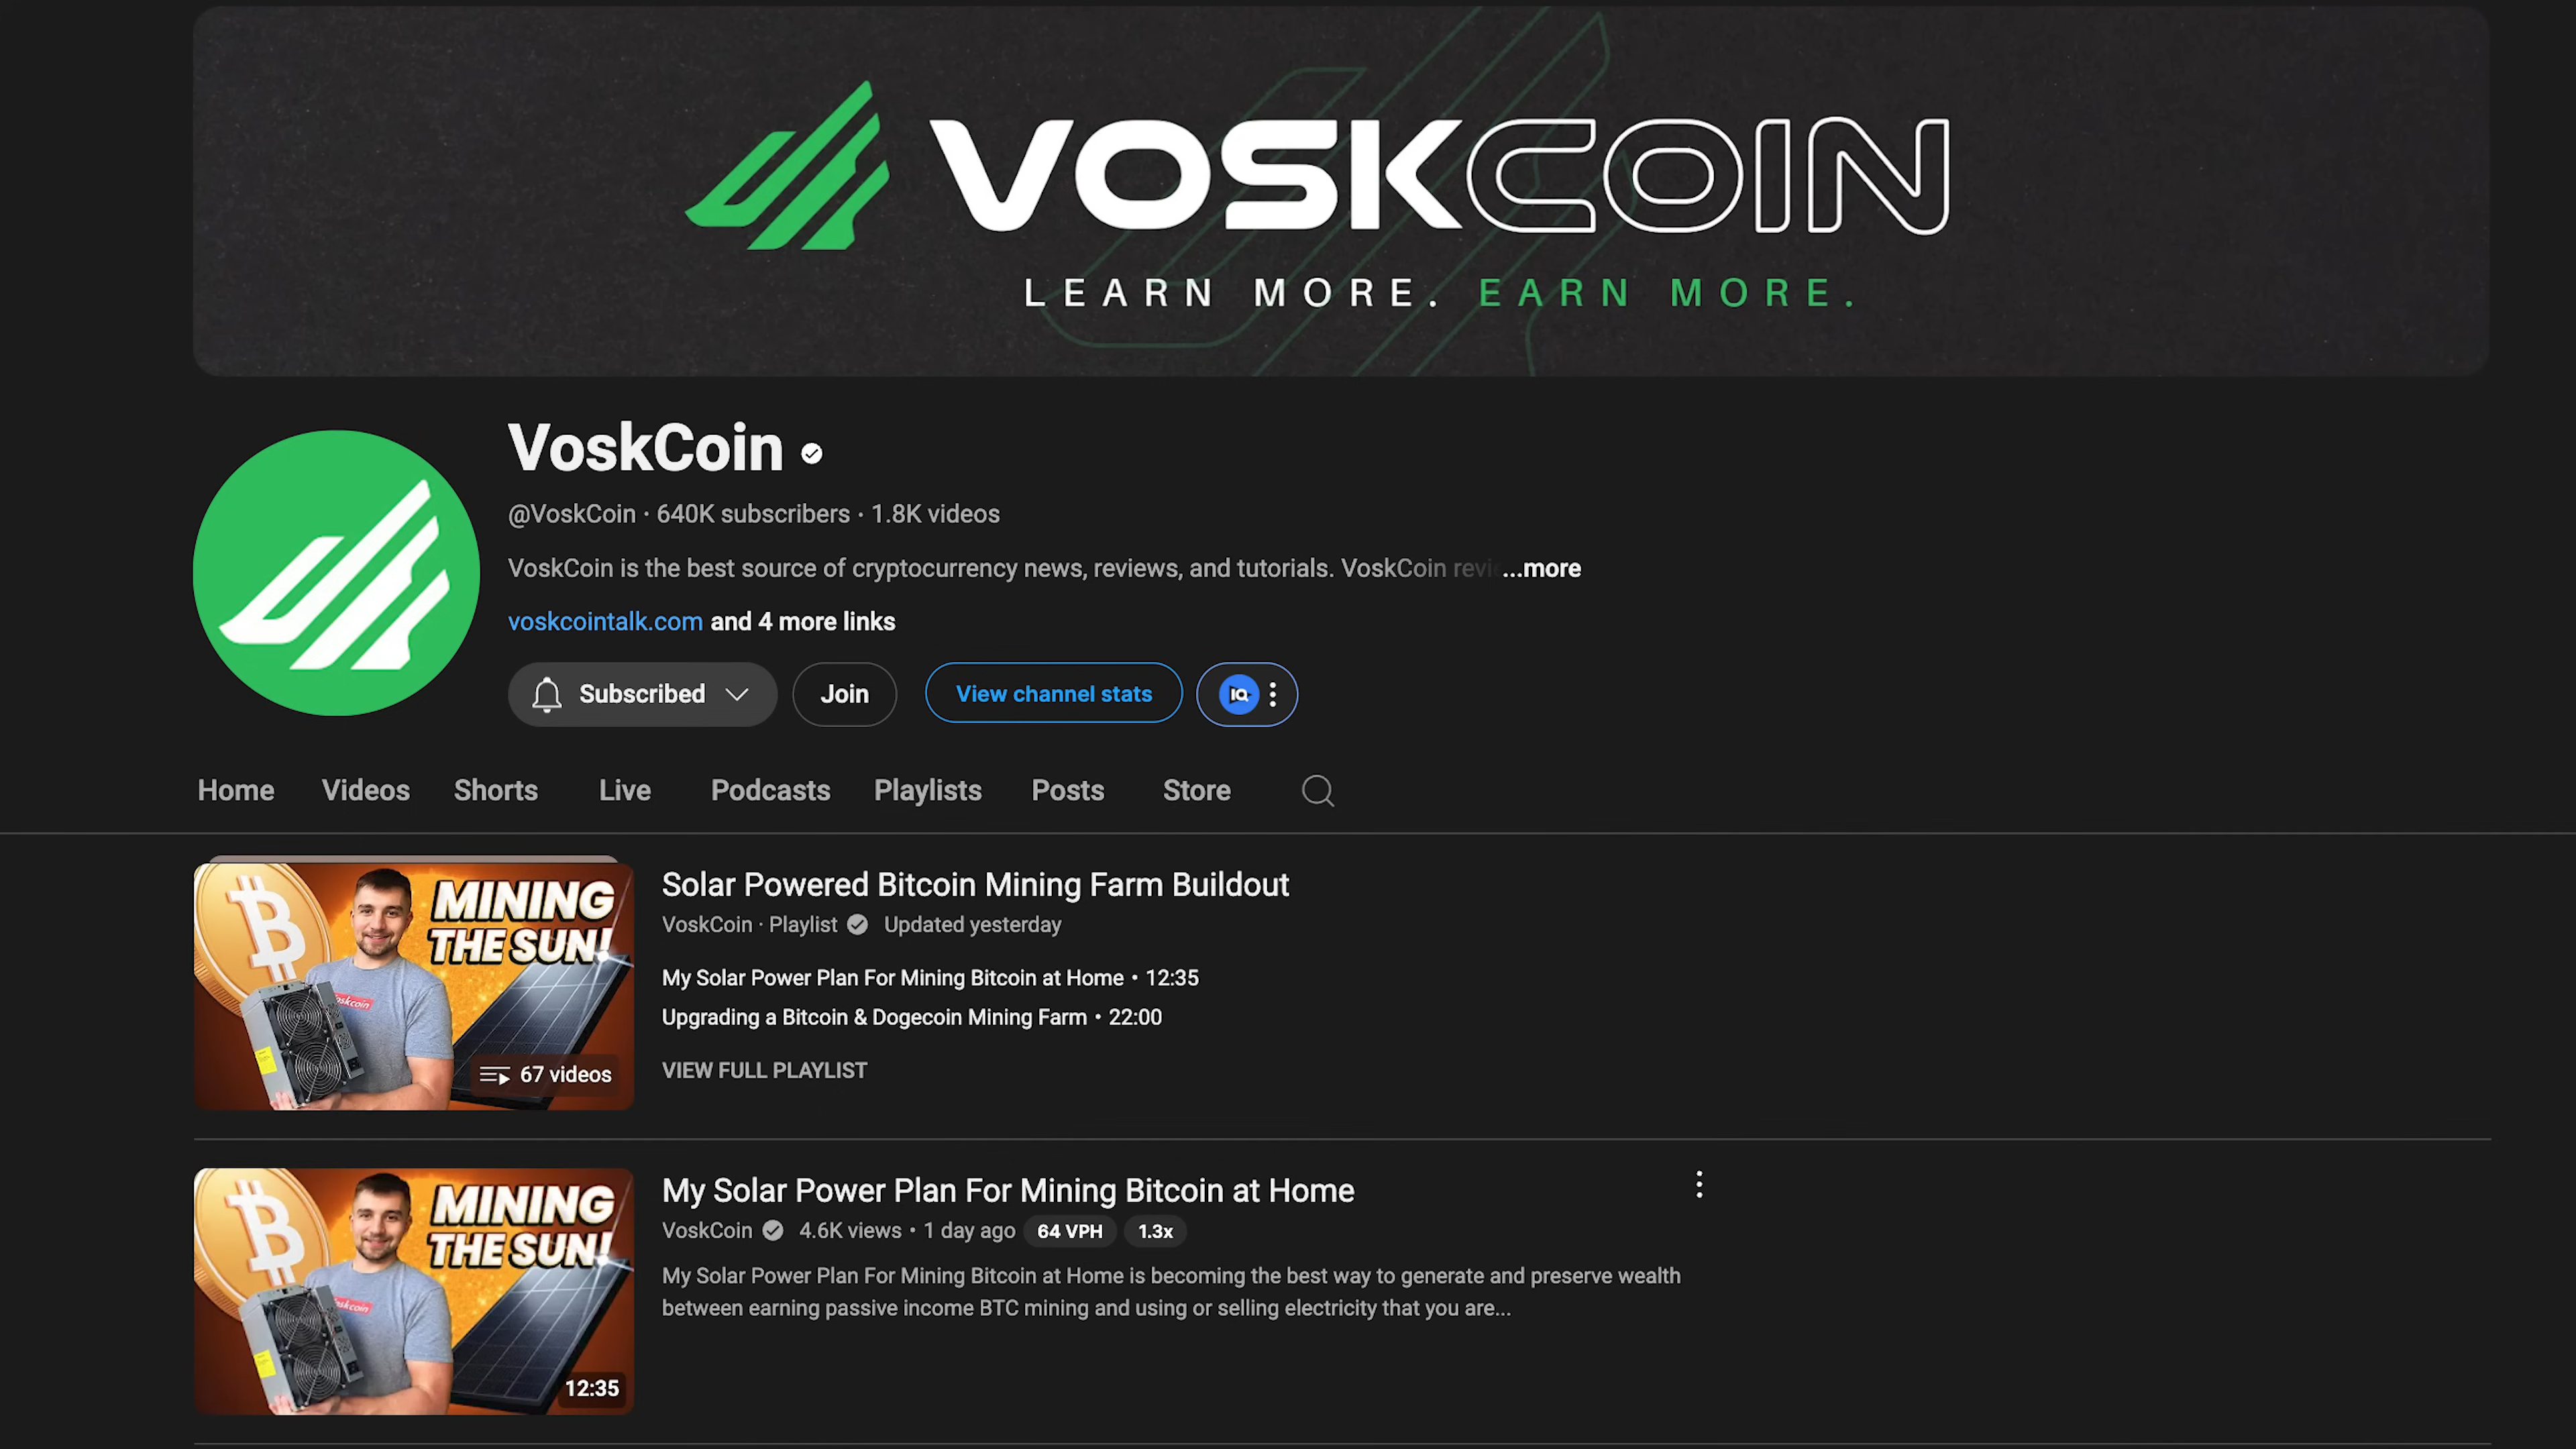 VOSKCOIN
LEARN MORE. EARN MORE.
VoskCoin
@VoskCoin · 640K subscribers · 1.8K videos
VoskCoin is the best source of cryptocurrency news, reviews, and tutorials. VoskCoin revi ...more
voskcointalk.com and 4 more links
Subscribed Join View channel stats IQ
Home Videos Shorts Live Podcasts Playlists Posts Store
MINING
THE SUN!
voskcoin
67 videos
Solar Powered Bitcoin Mining Farm Buildout
VoskCoin · Playlist Updated yesterday
My Solar Power Plan For Mining Bitcoin at Home • 12:35
Upgrading a Bitcoin & Dogecoin Mining Farm • 22:00
VIEW FULL PLAYLIST
MINING
THE SUN!
voskcoin
12:35
My Solar Power Plan For Mining Bitcoin at Home
VoskCoin 4.6K views • 1 day ago 64 VPH 1.3x
My Solar Power Plan For Mining Bitcoin at Home is becoming the best way to generate and preserve wealth
between earning passive income BTC mining and using or selling electricity that you are...